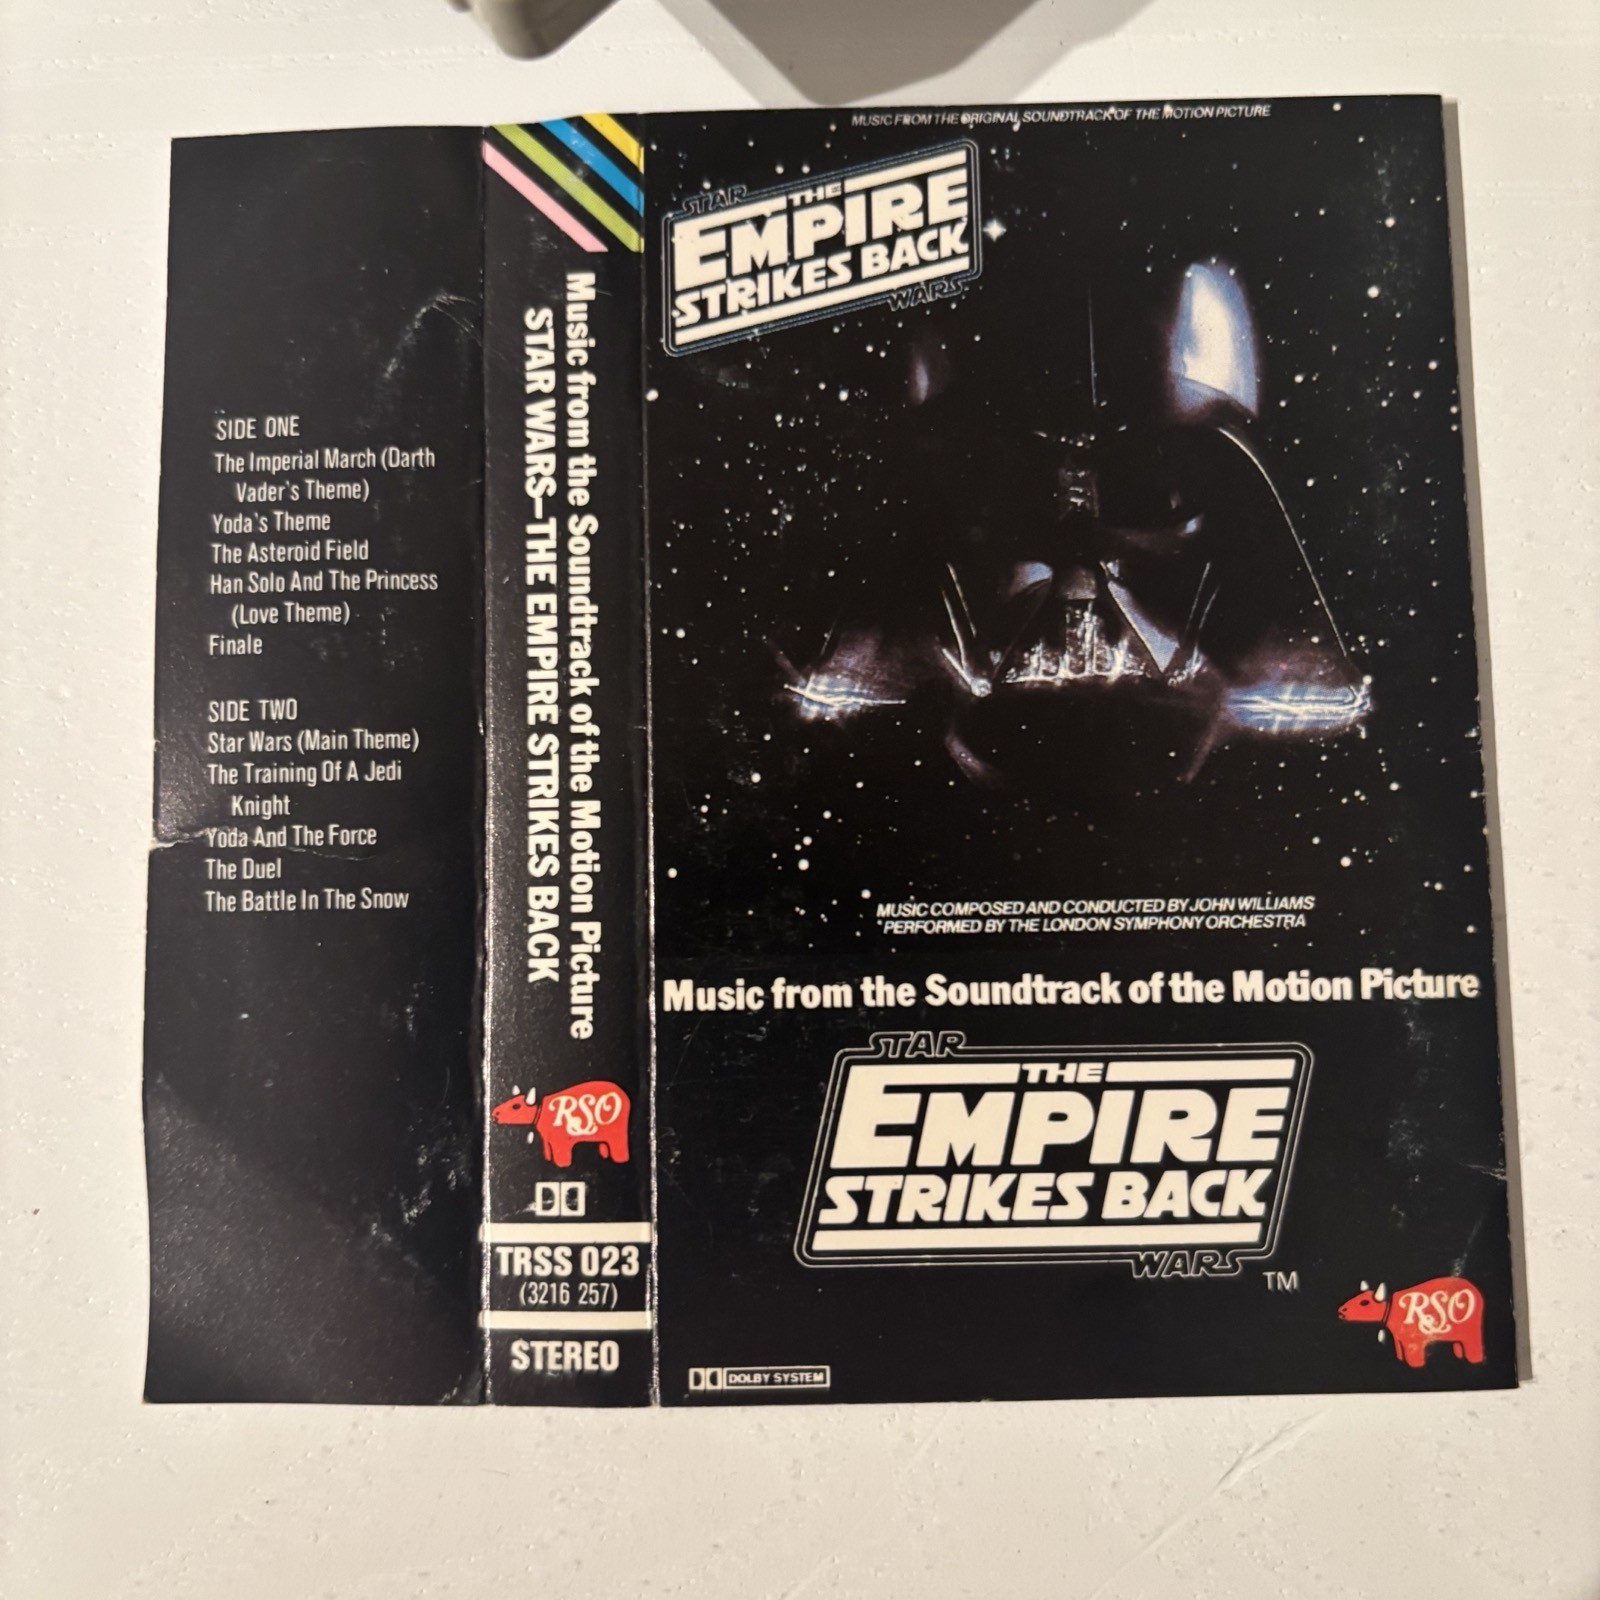 SIDE ONE
The Imperial March (Darth
Vader's Theme)
Yoda's Theme
The Asteroid Field
Han Solo And The Princess
(Love Theme)
Finale
SIDE TWO
Star Wars (Main Theme)
The Training Of A Jedi
Knight
Yoda And The Force
The Duel
The Battle In The Snow
Music from the Soundtrack of the Motion Picture
STAR WARS–THE EMPIRE STRIKES BACK
RSO
TRSS 023
(3216 257)
STEREO
MUSIC FROM THE ORIGINAL SOUNDTRACK OF THE MOTION PICTURE
STAR
THE
EMPIRE
STRIKES BACK
WARS
MUSIC COMPOSED AND CONDUCTED BY JOHN WILLIAMS
PERFORMED BY THE LONDON SYMPHONY ORCHESTRA
Music from the Soundtrack of the Motion Picture
STAR
THE
EMPIRE
STRIKES BACK
WARS
TM
RSO
DOLBY SYSTEM